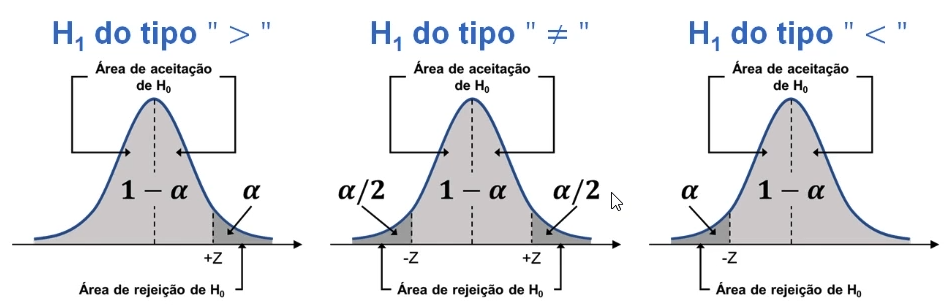 H₁ do tipo " > "
Área de aceitação
de H₀
1 − α
α
+Z
Área de rejeição de H₀
H₁ do tipo " ≠ "
Área de aceitação
de H₀
α/2
1 − α
α/2
-Z
+Z
Área de rejeição de H₀
H₁ do tipo " < "
Área de aceitação
de H₀
α
1 − α
-Z
Área de rejeição de H₀